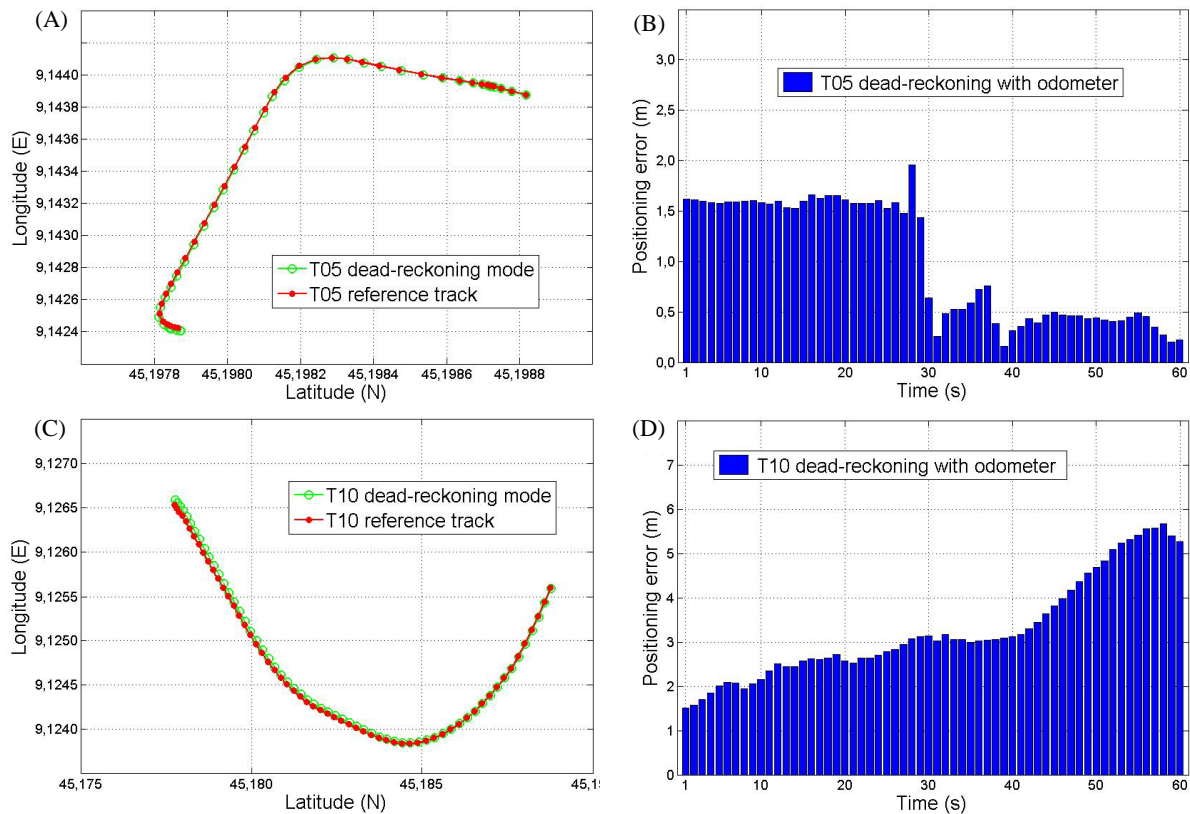 (A)
Longitude (E)
9,1440
9,1438
9,1436
9,1434
9,1432
9,1430
9,1428
9,1426
9,1424
T05 dead-reckoning mode
T05 reference track
45,1978 45,1980 45,1982 45,1984 45,1986 45,1988
Latitude (N)
(B)
Positioning error (m)
3,0
2,5
2,0
1,5
1,0
0,5
0,0
T05 dead-reckoning with odometer
1 10 20 30 40 50 60
Time (s)
(C)
Longitude (E)
9,1270
9,1265
9,1260
9,1255
9,1250
9,1245
9,1240
T10 dead-reckoning mode
T10 reference track
45,175 45,180 45,185 45,19
Latitude (N)
(D)
Positioning error (m)
7
6
5
4
3
2
1
0
T10 dead-reckoning with odometer
1 10 20 30 40 50 60
Time (s)